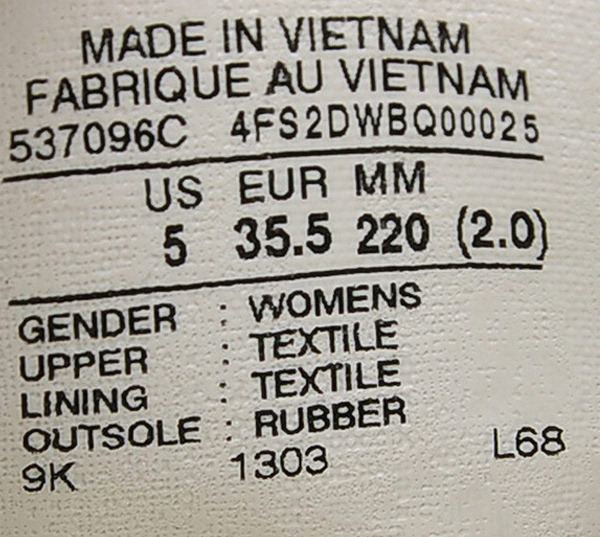 MADE IN VIETNAM
FABRIQUE AU VIETNAM
537096C 4FS2DWBQ00025
US EUR MM
5 35.5 220 (2.0)
GENDER : WOMENS
UPPER : TEXTILE
LINING : TEXTILE
OUTSOLE : RUBBER
9K 1303 L68